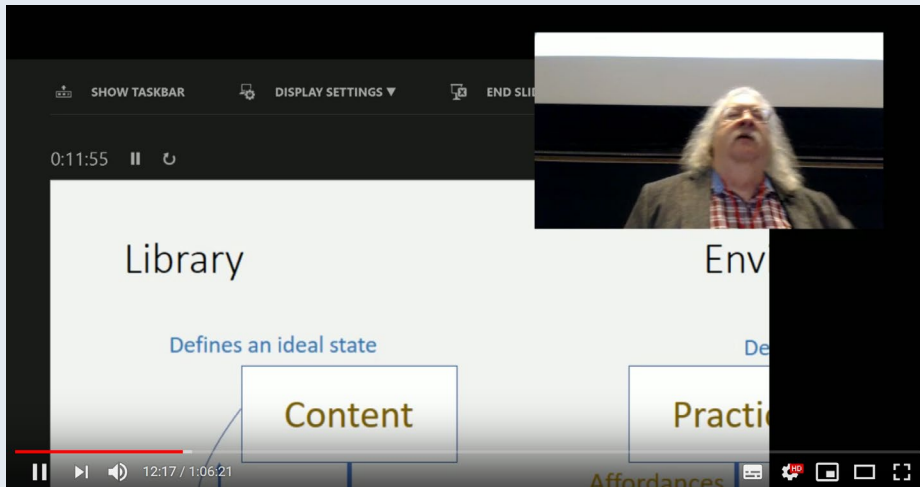 SHOW TASKBAR DISPLAY SETTINGS ▼ END SLI
0:11:55
Library Env
Defines an ideal state De
Content Practic
Affordances
12:17 / 1:06:21 HD